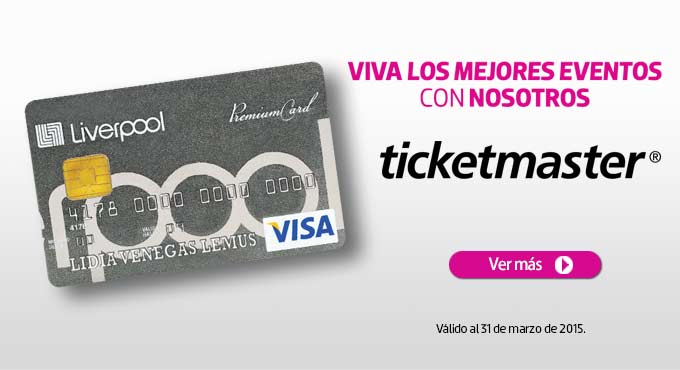 Liverpool
PremiumCard
4178 0000 0000 0000
4178
LIDIA VENEGAS LEMUS
VISA
VIVA LOS MEJORES EVENTOS
CON NOSOTROS
ticketmaster®
Ver más
Válido al 31 de marzo de 2015.